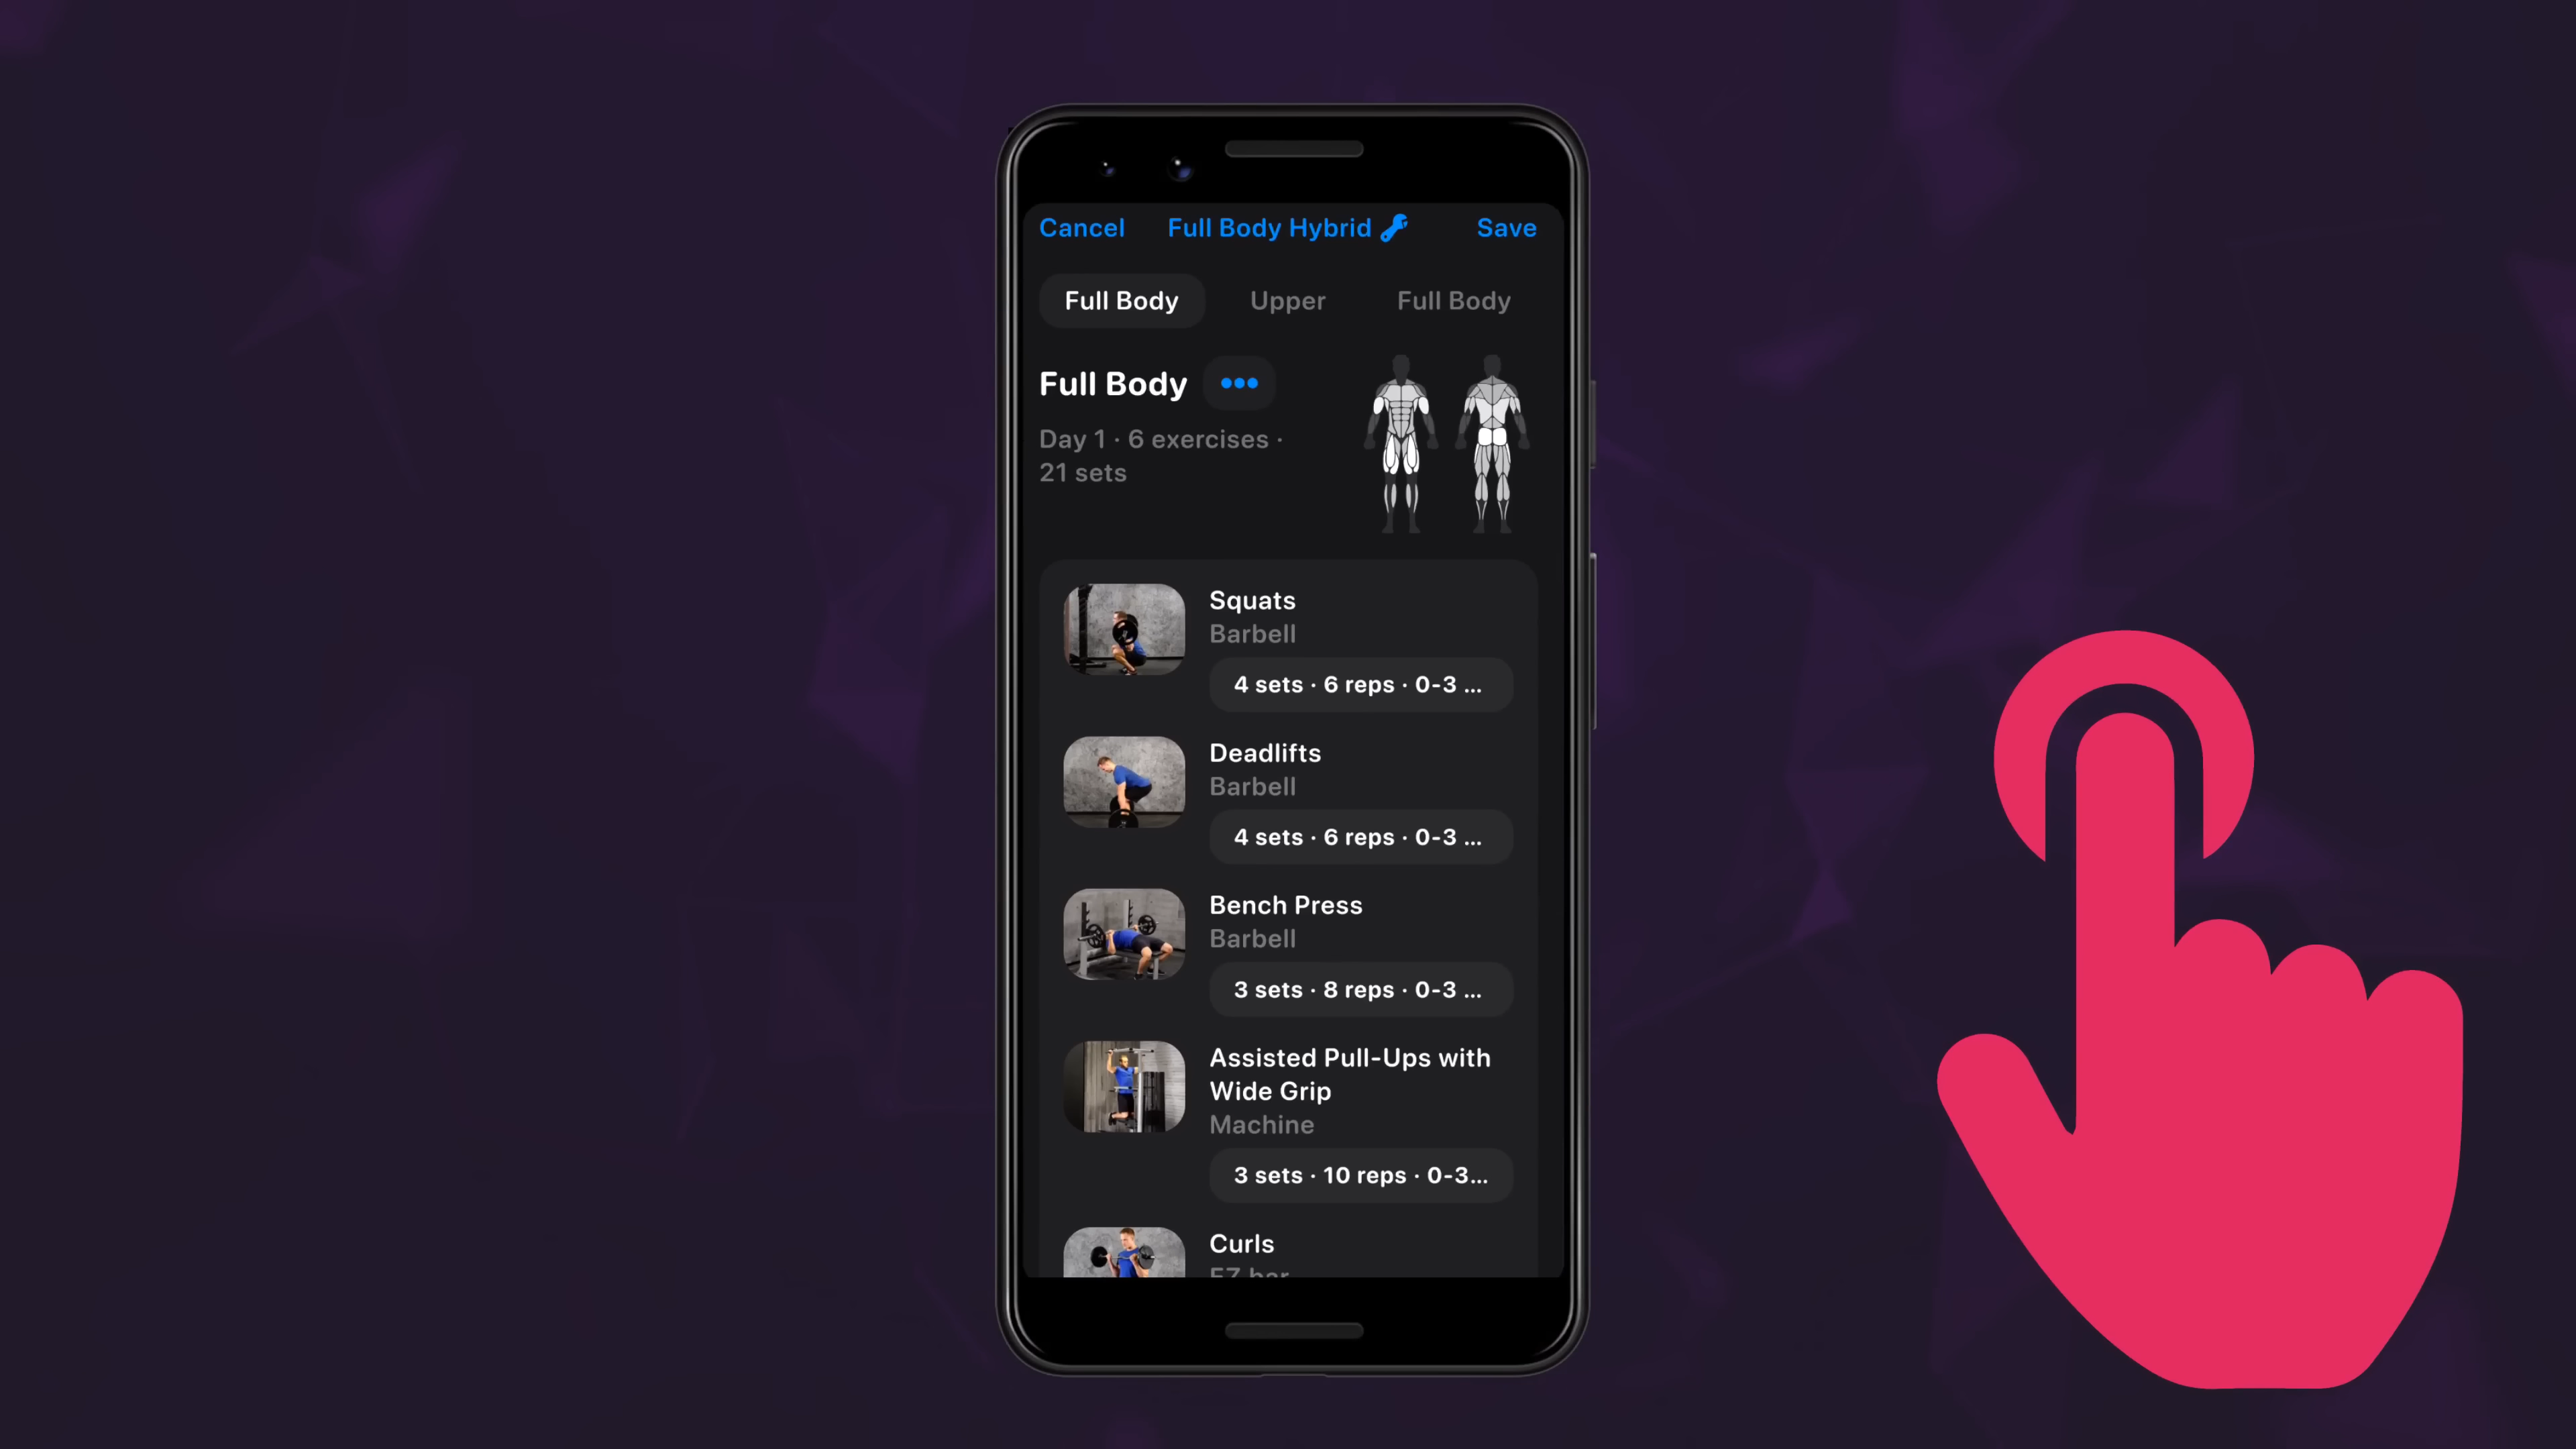 Cancel
Full Body Hybrid
Save
Full Body
Upper
Full Body
Full Body
Day 1 · 6 exercises ·
21 sets
Squats
Barbell
4 sets · 6 reps · 0-3 ...
Deadlifts
Barbell
4 sets · 6 reps · 0-3 ...
Bench Press
Barbell
3 sets · 8 reps · 0-3 ...
Assisted Pull-Ups with
Wide Grip
Machine
3 sets · 10 reps · 0-3...
Curls
EZ bar